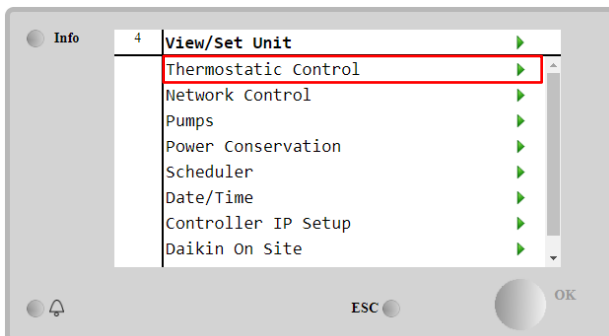 Info
4 View/Set Unit
Thermostatic Control
Network Control
Pumps
Power Conservation
Scheduler
Date/Time
Controller IP Setup
Daikin On Site
ESC
OK